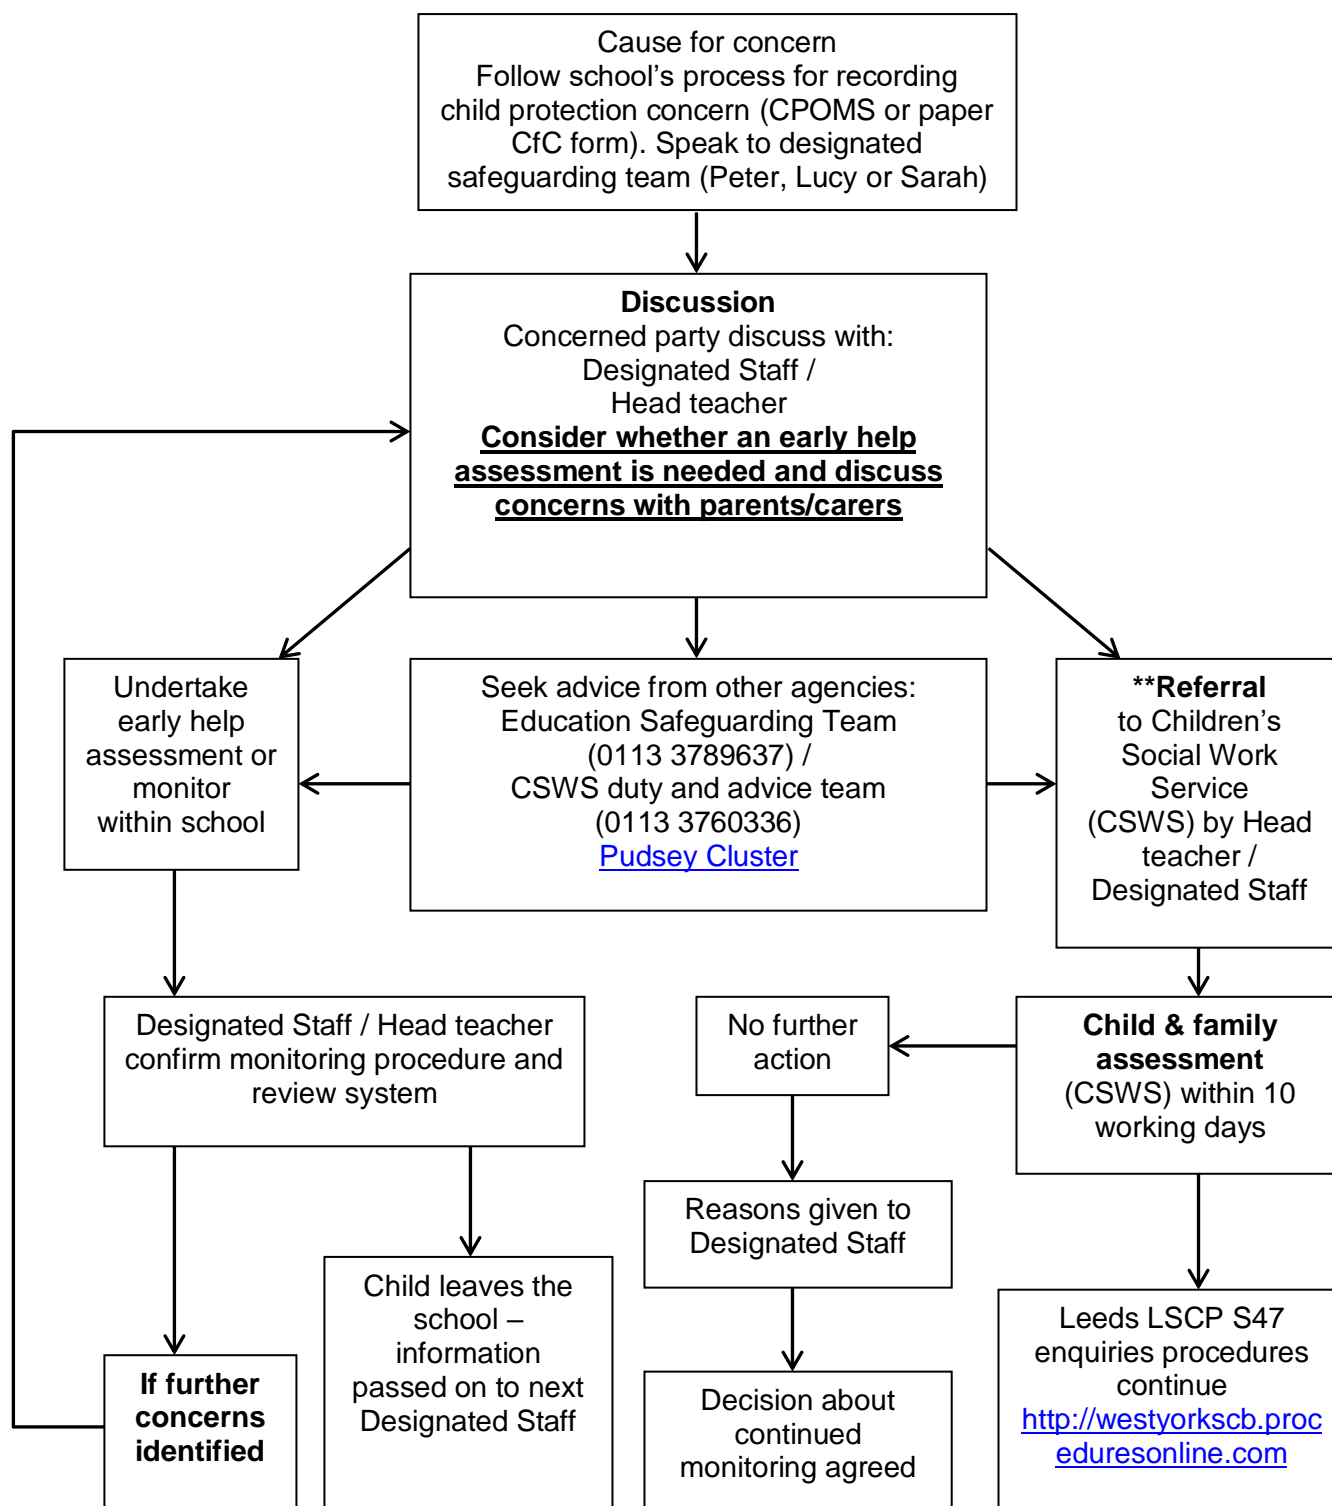 Cause for concern
Follow school’s process for recording
child protection concern (CPOMS or paper
CfC form). Speak to designated
safeguarding team (Peter, Lucy or Sarah)
Discussion
Concerned party discuss with:
Designated Staff /
Head teacher
Consider whether an early help
assessment is needed and discuss
concerns with parents/carers
Undertake
early help
assessment or
monitor
within school
Seek advice from other agencies:
Education Safeguarding Team
(0113 3789637) /
CSWS duty and advice team
(0113 3760336)
Pudsey Cluster
**Referral
to Children’s
Social Work
Service
(CSWS) by Head
teacher /
Designated Staff
Designated Staff / Head teacher
confirm monitoring procedure and
review system
No further
action
Child & family
assessment
(CSWS) within 10
working days
Reasons given to
Designated Staff
If further
concerns
identified
Child leaves the
school –
information
passed on to next
Designated Staff
Decision about
continued
monitoring agreed
Leeds LSCP S47
enquiries procedures
continue
http://westyorkscb.proc
eduresonline.com